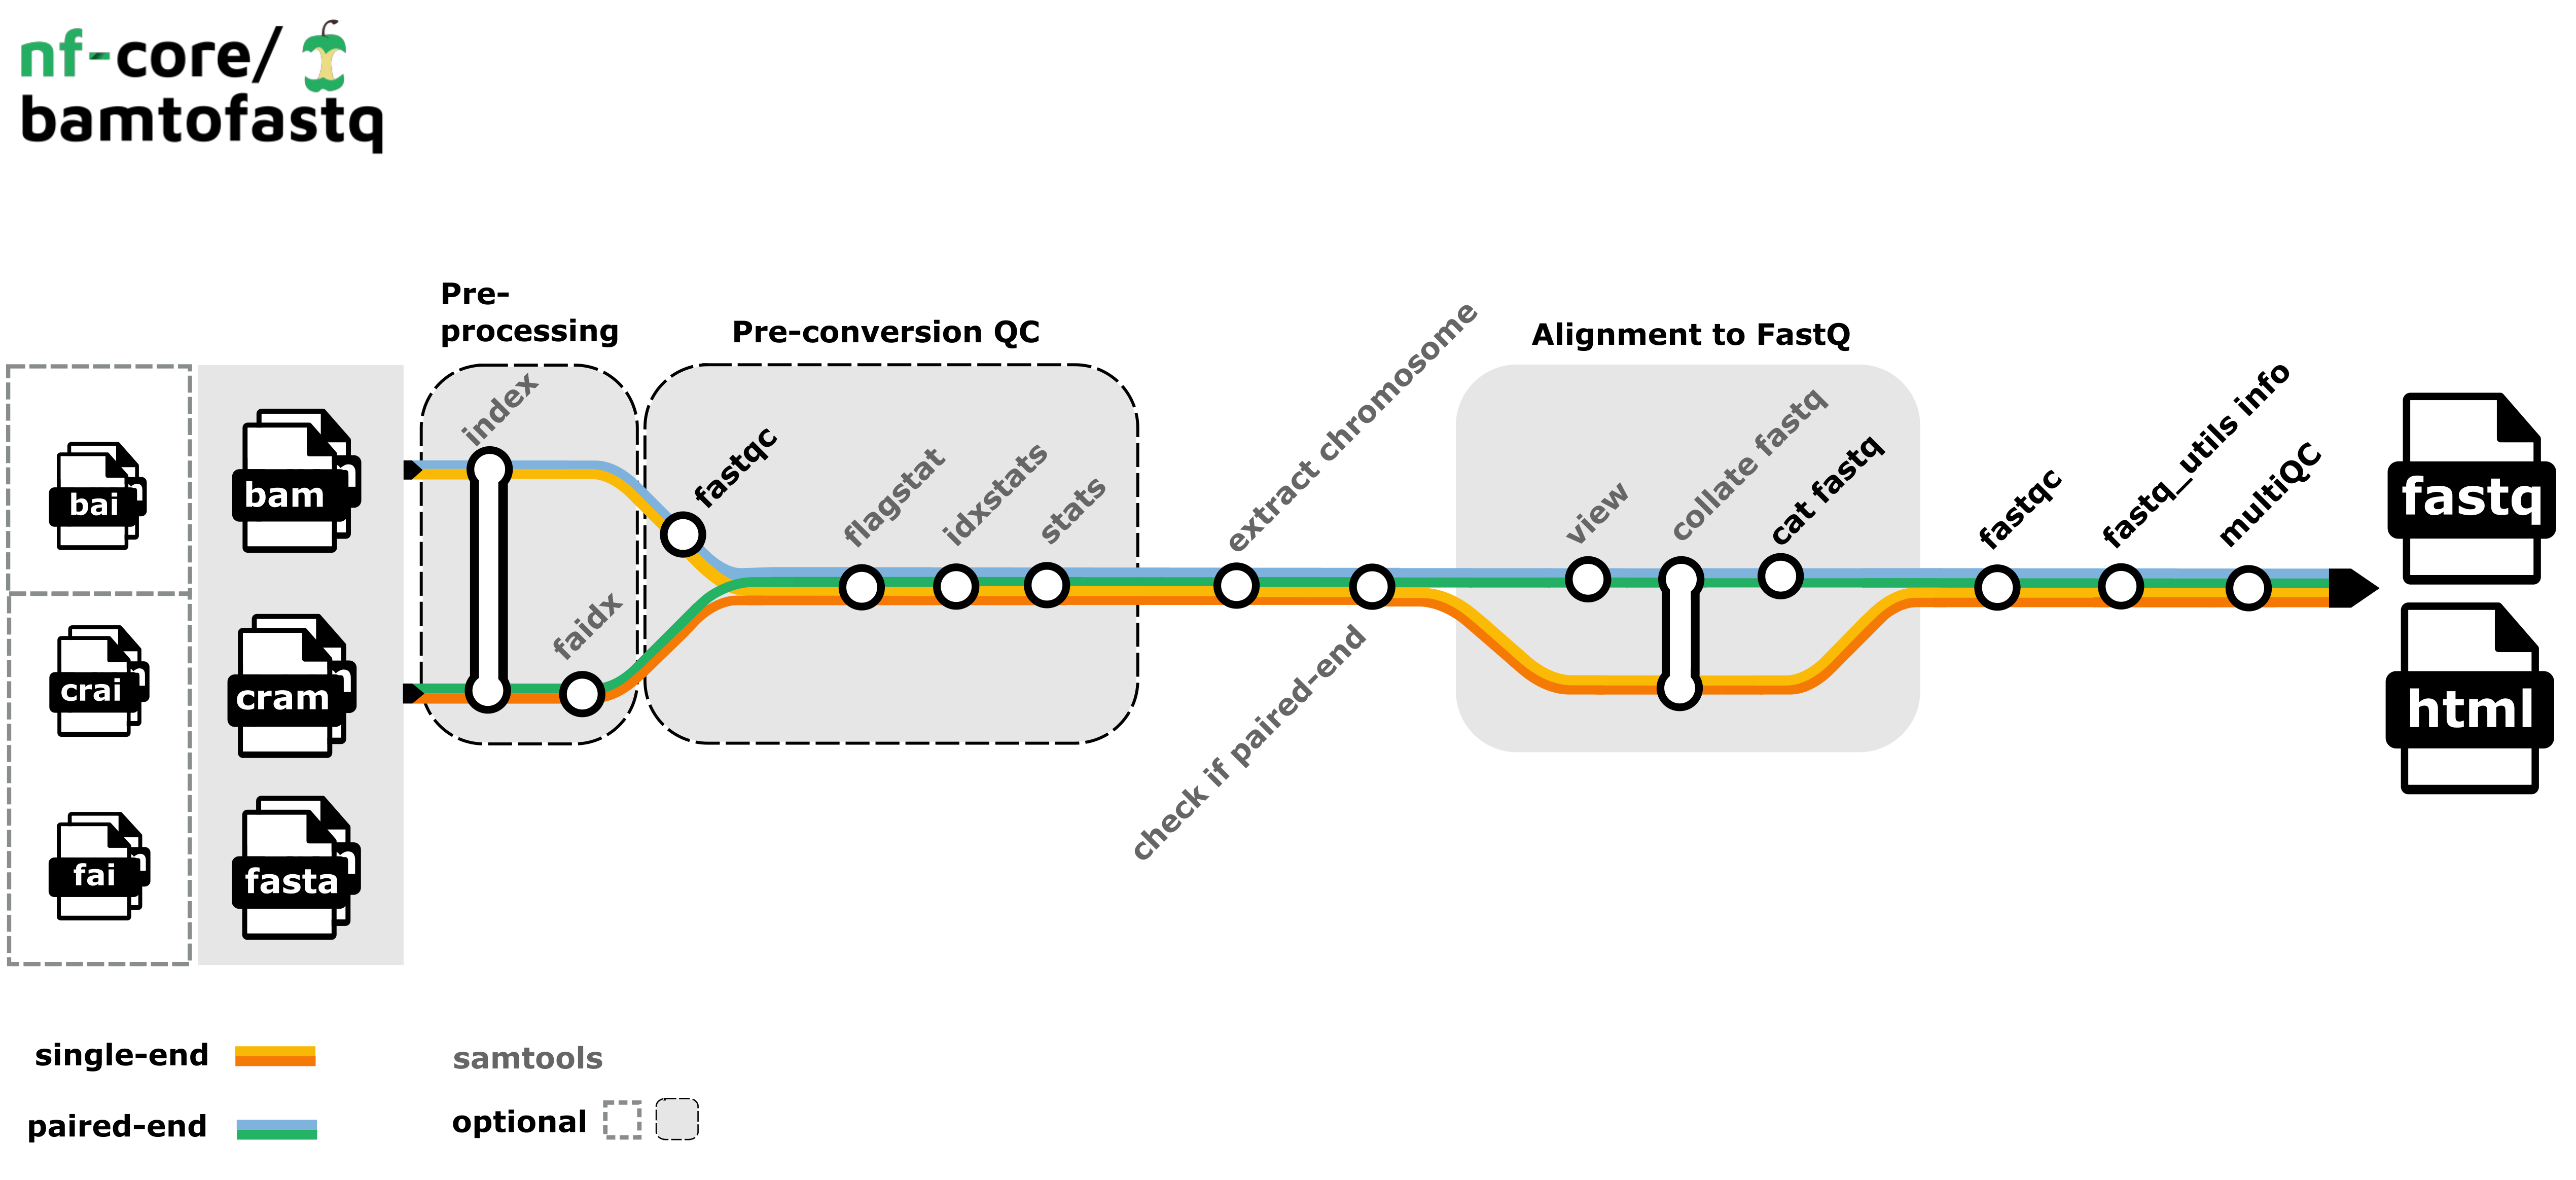 nf-core/
bamtofastq
Pre-
processing
Pre-conversion QC
Alignment to FastQ
index
faidx
fastqc
flagstat
idxstats
stats
extract chromosome
check if paired-end
view
collate fastq
cat fastq
fastqc
fastq_utils info
multiQC
bai
bam
crai
cram
fai
fasta
fastq
html
single-end
paired-end
samtools
optional